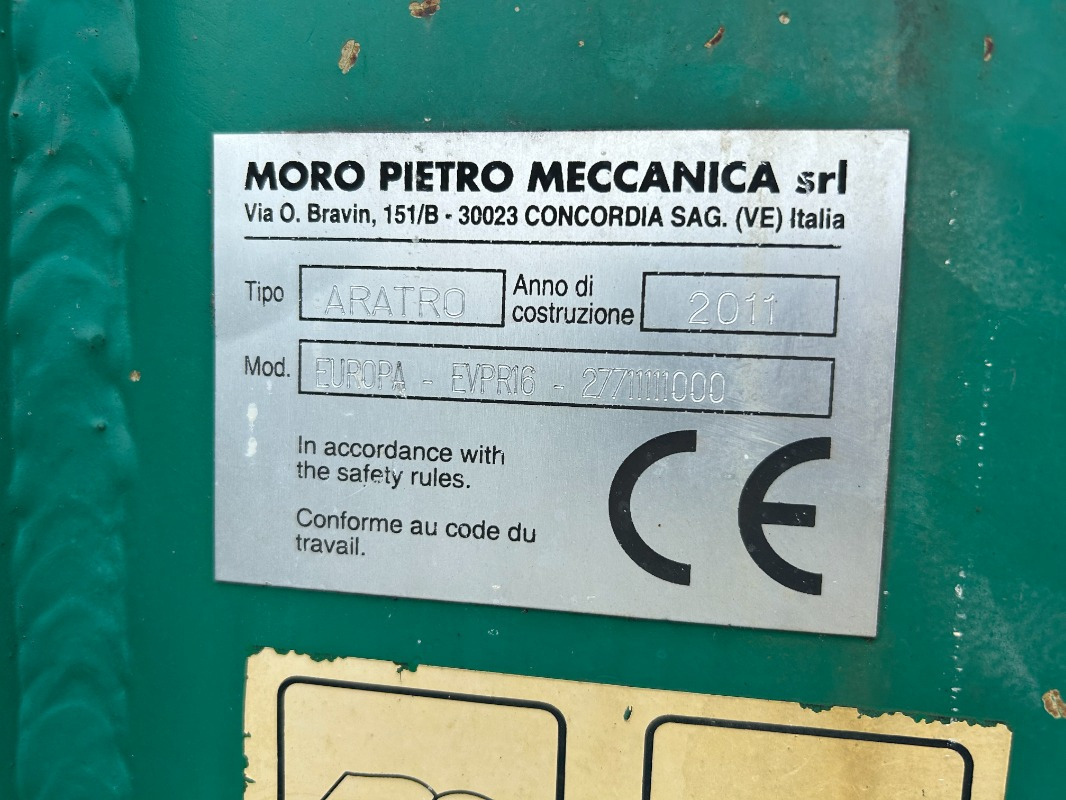 MORO PIETRO MECCANICA srl
Via O. Bravin, 151/B - 30023 CONCORDIA SAG. (VE) Italia
Tipo ARATRO Anno di costruzione 2011
Mod. EUROPA - EVPR16 - 27711111000
In accordance with
the safety rules.
Conforme au code du
travail.
CE